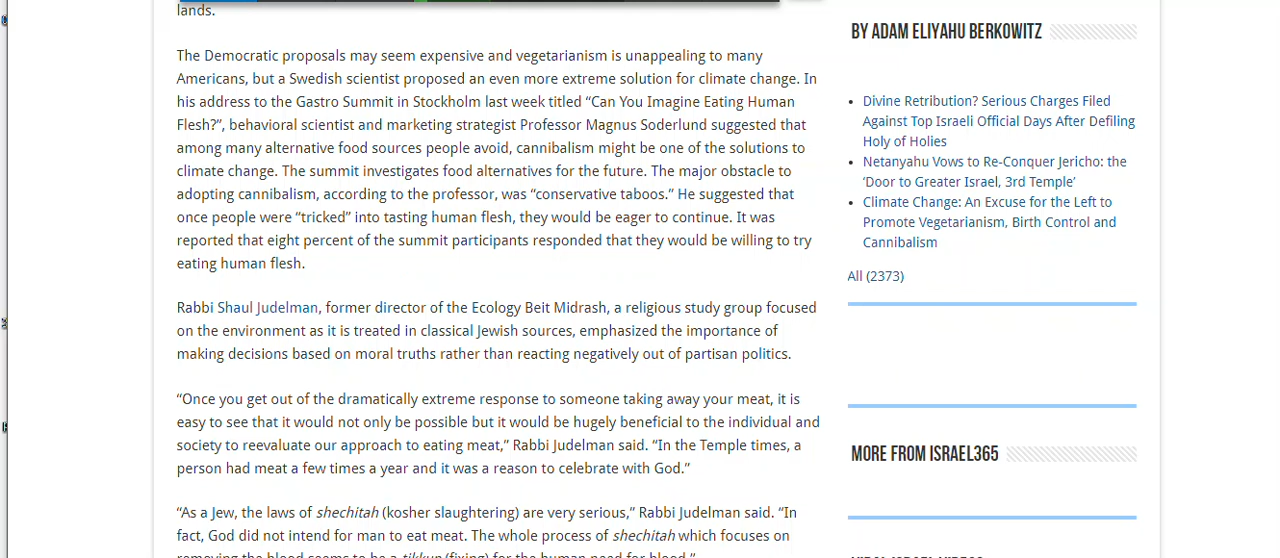 lands.
The Democratic proposals may seem expensive and vegetarianism is unappealing to many
Americans, but a Swedish scientist proposed an even more extreme solution for climate change. In
his address to the Gastro Summit in Stockholm last week titled “Can You Imagine Eating Human
Flesh?”, behavioral scientist and marketing strategist Professor Magnus Soderlund suggested that
among many alternative food sources people avoid, cannibalism might be one of the solutions to
climate change. The summit investigates food alternatives for the future. The major obstacle to
adopting cannibalism, according to the professor, was “conservative taboos.” He suggested that
once people were “tricked” into tasting human flesh, they would be eager to continue. It was
reported that eight percent of the summit participants responded that they would be willing to try
eating human flesh.
Rabbi Shaul Judelman, former director of the Ecology Beit Midrash, a religious study group focused
on the environment as it is treated in classical Jewish sources, emphasized the importance of
making decisions based on moral truths rather than reacting negatively out of partisan politics.
“Once you get out of the dramatically extreme response to someone taking away your meat, it is
easy to see that it would not only be possible but it would be hugely beneficial to the individual and
society to reevaluate our approach to eating meat,” Rabbi Judelman said. “In the Temple times, a
person had meat a few times a year and it was a reason to celebrate with God.”
“As a Jew, the laws of shechitah (kosher slaughtering) are very serious,” Rabbi Judelman said. “In
fact, God did not intend for man to eat meat. The whole process of shechitah which focuses on
removing the blood seems to be a tikkun (fixing) for the human need for blood.”
BY ADAM ELIYAHU BERKOWITZ
• Divine Retribution? Serious Charges Filed
Against Top Israeli Official Days After Defiling
Holy of Holies
• Netanyahu Vows to Re-Conquer Jericho: the
‘Door to Greater Israel, 3rd Temple’
• Climate Change: An Excuse for the Left to
Promote Vegetarianism, Birth Control and
Cannibalism
All (2373)
MORE FROM ISRAEL365